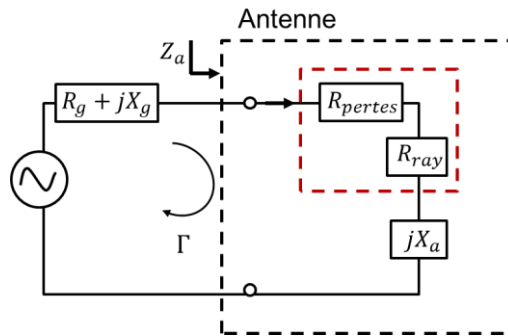 Antenne
Z_a
R_g + jX_g
R_pertes
R_ray
Γ
jX_a